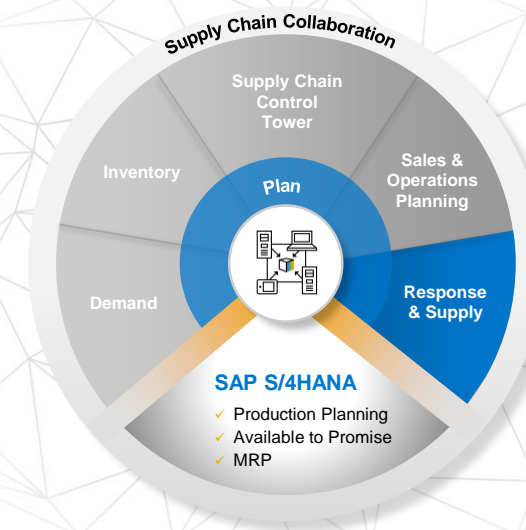 Supply Chain Collaboration
Supply Chain
Control
Tower
Inventory
Plan
Sales &
Operations
Planning
Demand
Response
& Supply
SAP S/4HANA
✓ Production Planning
✓ Available to Promise
✓ MRP